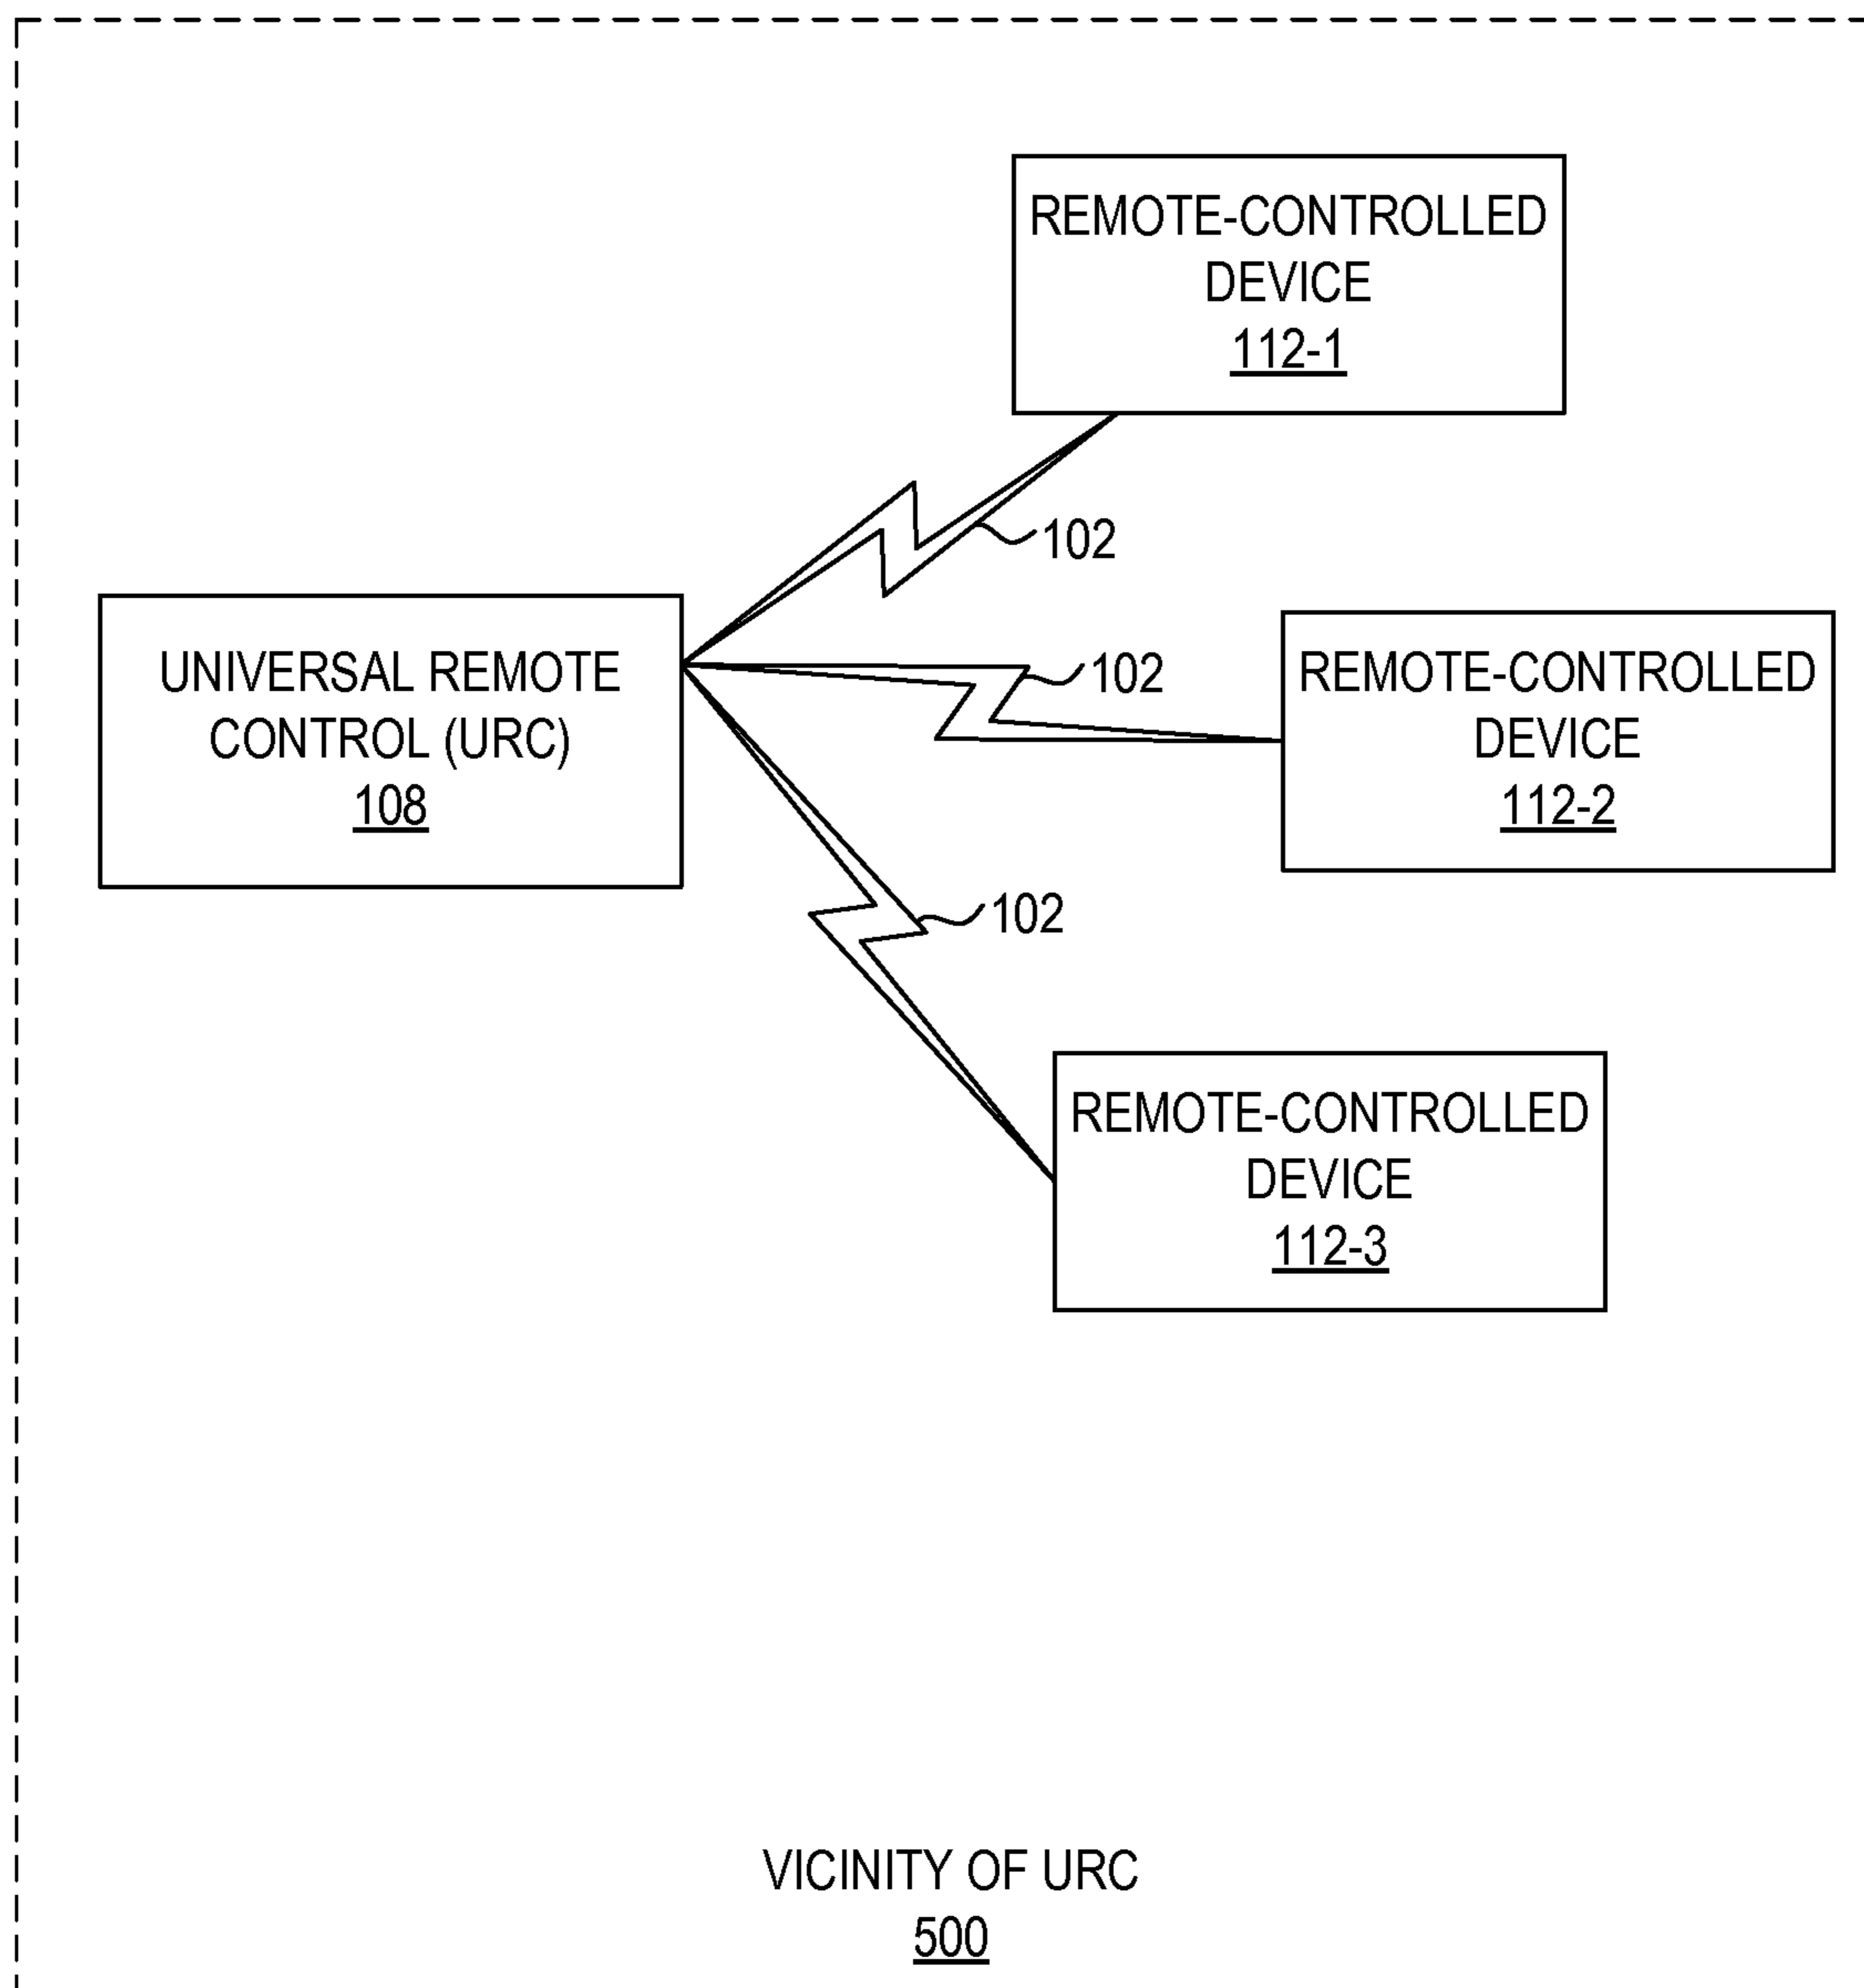 REMOTE-CONTROLLED
DEVICE
112-1
102
UNIVERSAL REMOTE
CONTROL (URC)
108
102
REMOTE-CONTROLLED
DEVICE
112-2
102
REMOTE-CONTROLLED
DEVICE
112-3
VICINITY OF URC
500